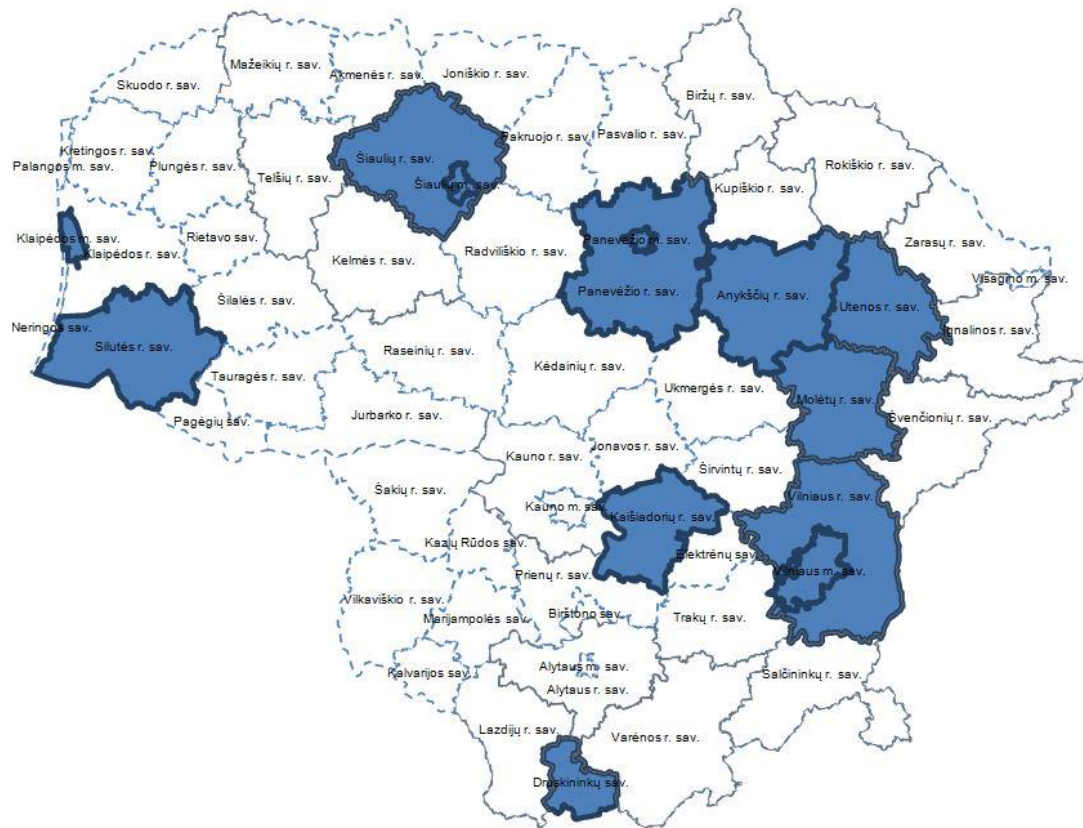 Mažeikių r. sav.
Akmenės r. sav.
Joniškio r. sav.
Skuodo r. sav.
Biržų r. sav.
Pakruojo r. sav.
Pasvalio r. sav.
Kretingos r. sav.
Palangos m. sav.
Plungės r. sav.
Šiaulių r. sav.
Telšių r. sav.
Šiaulių m. sav.
Rokiškio r. sav.
Kupiškio r. sav.
Klaipėdos m. sav.
Klaipėdos r. sav.
Rietavo sav.
Panevėžio m. sav.
Radviliškio r. sav.
Kelmės r. sav.
Zarasų r. sav.
Visagino m. sav.
Panevėžio r. sav.
Anykščių r. sav.
Šilalės r. sav.
Utenos r. sav.
Neringos sav.
Ignalinos r. sav.
Šilutės r. sav.
Raseinių r. sav.
Kėdainių r. sav.
Tauragės r. sav.
Ukmergės r. sav.
Molėtų r. sav.
Pagėgių sav.
Jurbarko r. sav.
Švenčionių r. sav.
Jonavos r. sav.
Kauno r. sav.
Širvintų r. sav.
Šakių r. sav.
Vilniaus r. sav.
Kauno m. sav.
Kaišiadorių r. sav.
Kazlų Rūdos sav.
Elektrėnų sav.
Vilniaus m. sav.
Prienų r. sav.
Vilkaviškio r. sav.
Marijampolės sav.
Birštono sav.
Trakų r. sav.
Alytaus m. sav.
Kalvarijos sav.
Šalčininkų r. sav.
Alytaus r. sav.
Lazdijų r. sav.
Varėnos r. sav.
Druskininkų sav.